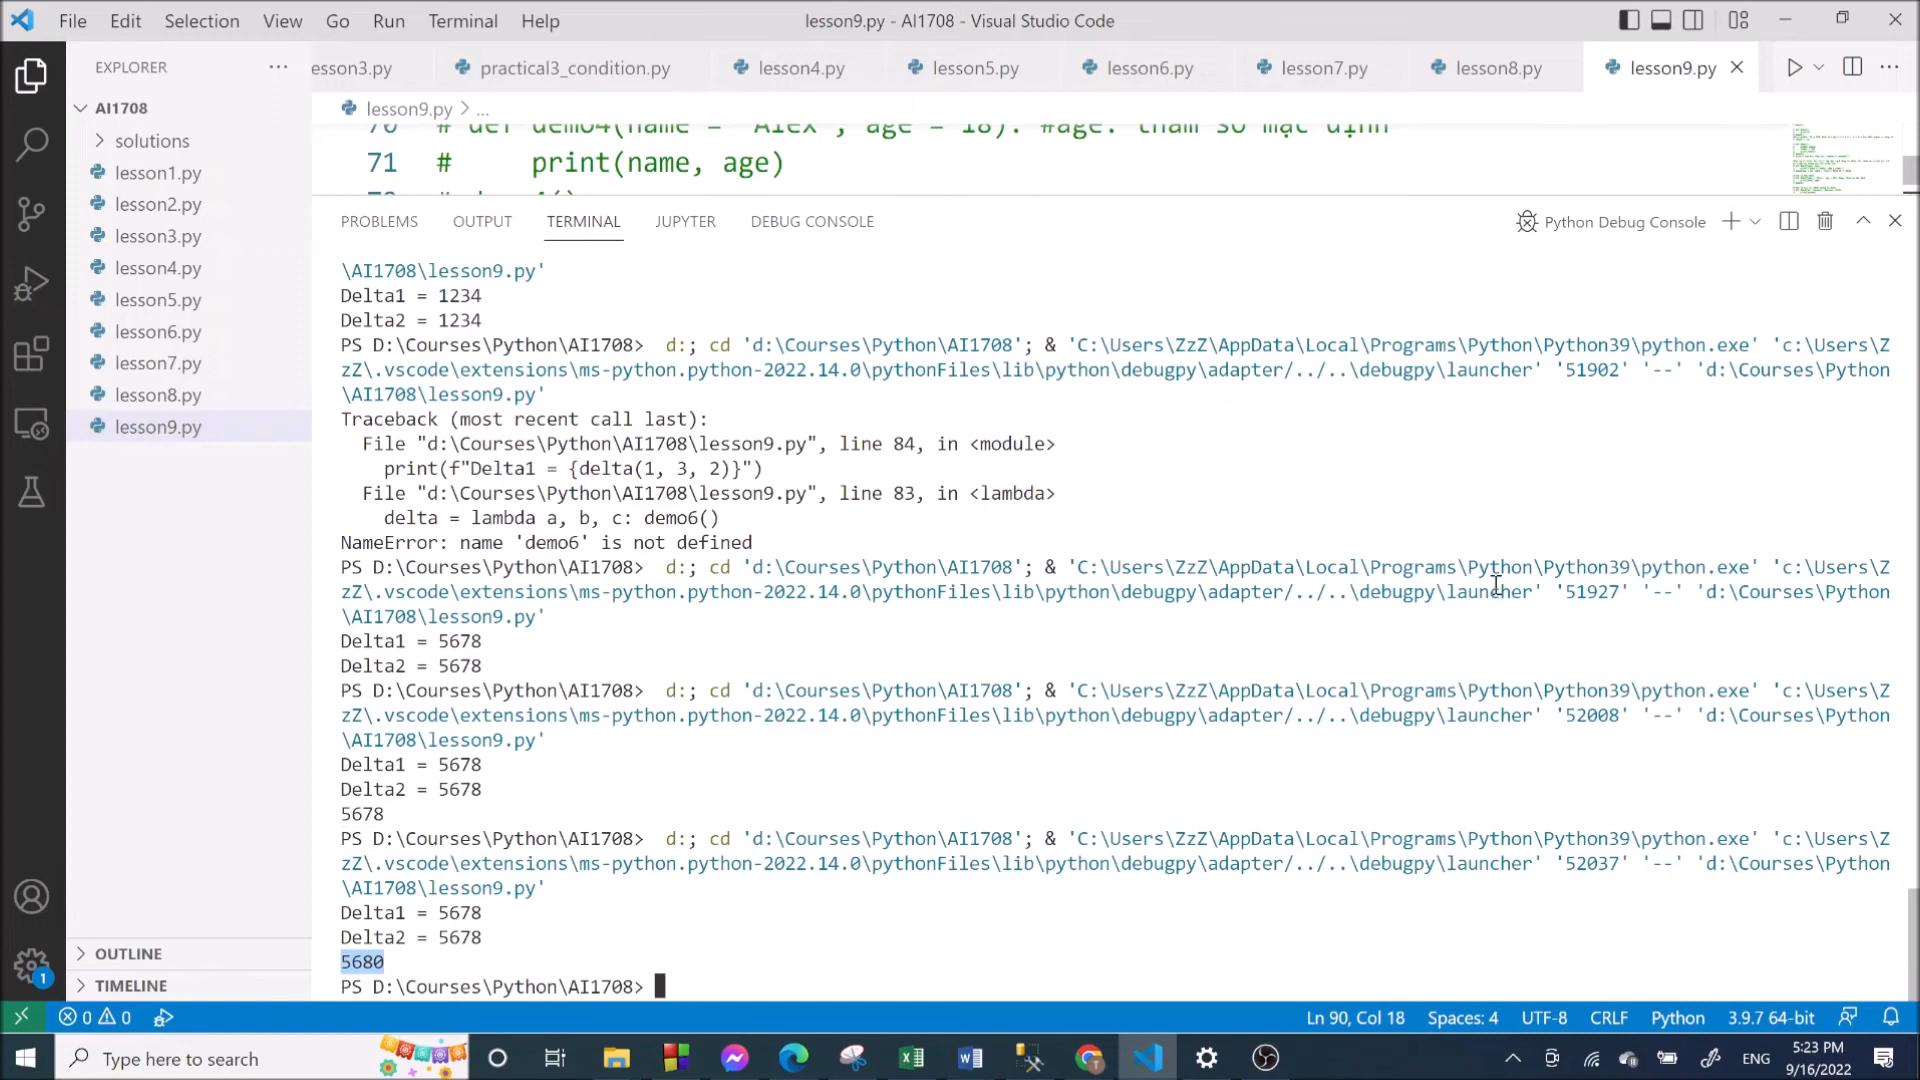 File Edit Selection View Go Run Terminal Help
lesson9.py - AI1708 - Visual Studio Code
EXPLORER
esson3.py practical3_condition.py lesson4.py lesson5.py lesson6.py lesson7.py lesson8.py lesson9.py
AI1708
solutions
lesson1.py
lesson2.py
lesson3.py
lesson4.py
lesson5.py
lesson6.py
lesson7.py
lesson8.py
lesson9.py
OUTLINE
TIMELINE
lesson9.py > ...
70 # def demo4(name = "Alex", age = 18): #age: tham số mặc định
71 #     print(name, age)
PROBLEMS OUTPUT TERMINAL JUPYTER DEBUG CONSOLE
Python Debug Console
\AI1708\lesson9.py'
Delta1 = 1234
Delta2 = 1234
PS D:\Courses\Python\AI1708>  d:; cd 'd:\Courses\Python\AI1708'; & 'C:\Users\ZzZ\AppData\Local\Programs\Python\Python39\python.exe' 'c:\Users\Z
zZ\.vscode\extensions\ms-python.python-2022.14.0\pythonFiles\lib\python\debugpy\adapter/../..\debugpy\launcher' '51902' '--' 'd:\Courses\Python
\AI1708\lesson9.py'
Traceback (most recent call last):
  File "d:\Courses\Python\AI1708\lesson9.py", line 84, in <module>
    print(f"Delta1 = {delta(1, 3, 2)}")
  File "d:\Courses\Python\AI1708\lesson9.py", line 83, in <lambda>
    delta = lambda a, b, c: demo6()
NameError: name 'demo6' is not defined
PS D:\Courses\Python\AI1708>  d:; cd 'd:\Courses\Python\AI1708'; & 'C:\Users\ZzZ\AppData\Local\Programs\Python\Python39\python.exe' 'c:\Users\Z
zZ\.vscode\extensions\ms-python.python-2022.14.0\pythonFiles\lib\python\debugpy\adapter/../..\debugpy\launcher' '51927' '--' 'd:\Courses\Python
\AI1708\lesson9.py'
Delta1 = 5678
Delta2 = 5678
PS D:\Courses\Python\AI1708>  d:; cd 'd:\Courses\Python\AI1708'; & 'C:\Users\ZzZ\AppData\Local\Programs\Python\Python39\python.exe' 'c:\Users\Z
zZ\.vscode\extensions\ms-python.python-2022.14.0\pythonFiles\lib\python\debugpy\adapter/../..\debugpy\launcher' '52008' '--' 'd:\Courses\Python
\AI1708\lesson9.py'
Delta1 = 5678
Delta2 = 5678
5678
PS D:\Courses\Python\AI1708>  d:; cd 'd:\Courses\Python\AI1708'; & 'C:\Users\ZzZ\AppData\Local\Programs\Python\Python39\python.exe' 'c:\Users\Z
zZ\.vscode\extensions\ms-python.python-2022.14.0\pythonFiles\lib\python\debugpy\adapter/../..\debugpy\launcher' '52037' '--' 'd:\Courses\Python
\AI1708\lesson9.py'
Delta1 = 5678
Delta2 = 5678
5680
PS D:\Courses\Python\AI1708>
1
0 0
Ln 90, Col 18 Spaces: 4 UTF-8 CRLF Python 3.9.7 64-bit
Type here to search
ENG
5:23 PM
9/16/2022